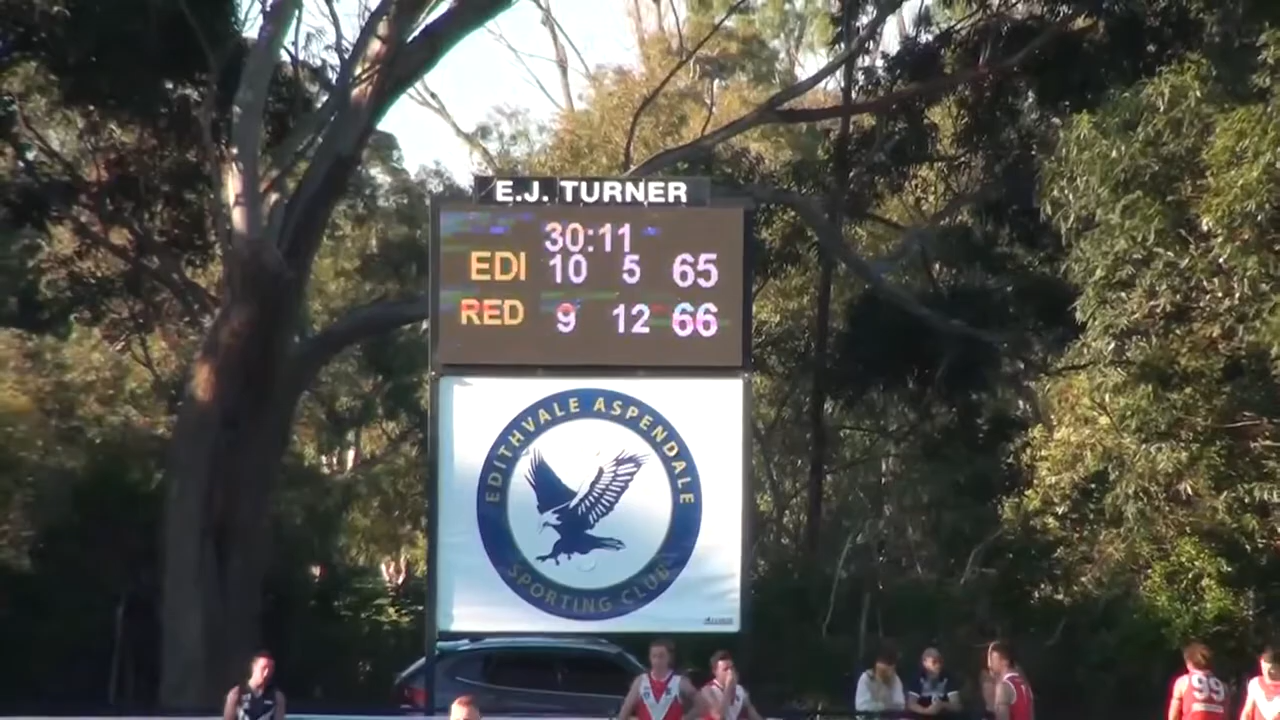 E.J. TURNER
30:11
EDI 10 5 65
RED 9 12 66
EDITHVALE ASPENDALE
SPORTING CLUB
99